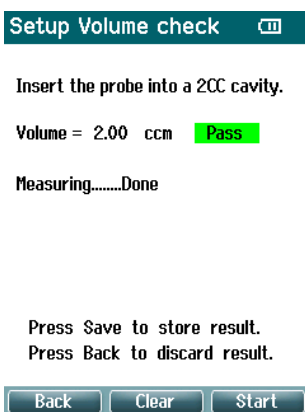 Setup Volume check
Insert the probe into a 2CC cavity.
Volume = 2.00 ccm Pass
Measuring........Done
Press Save to store result.
Press Back to discard result.
Back Clear Start